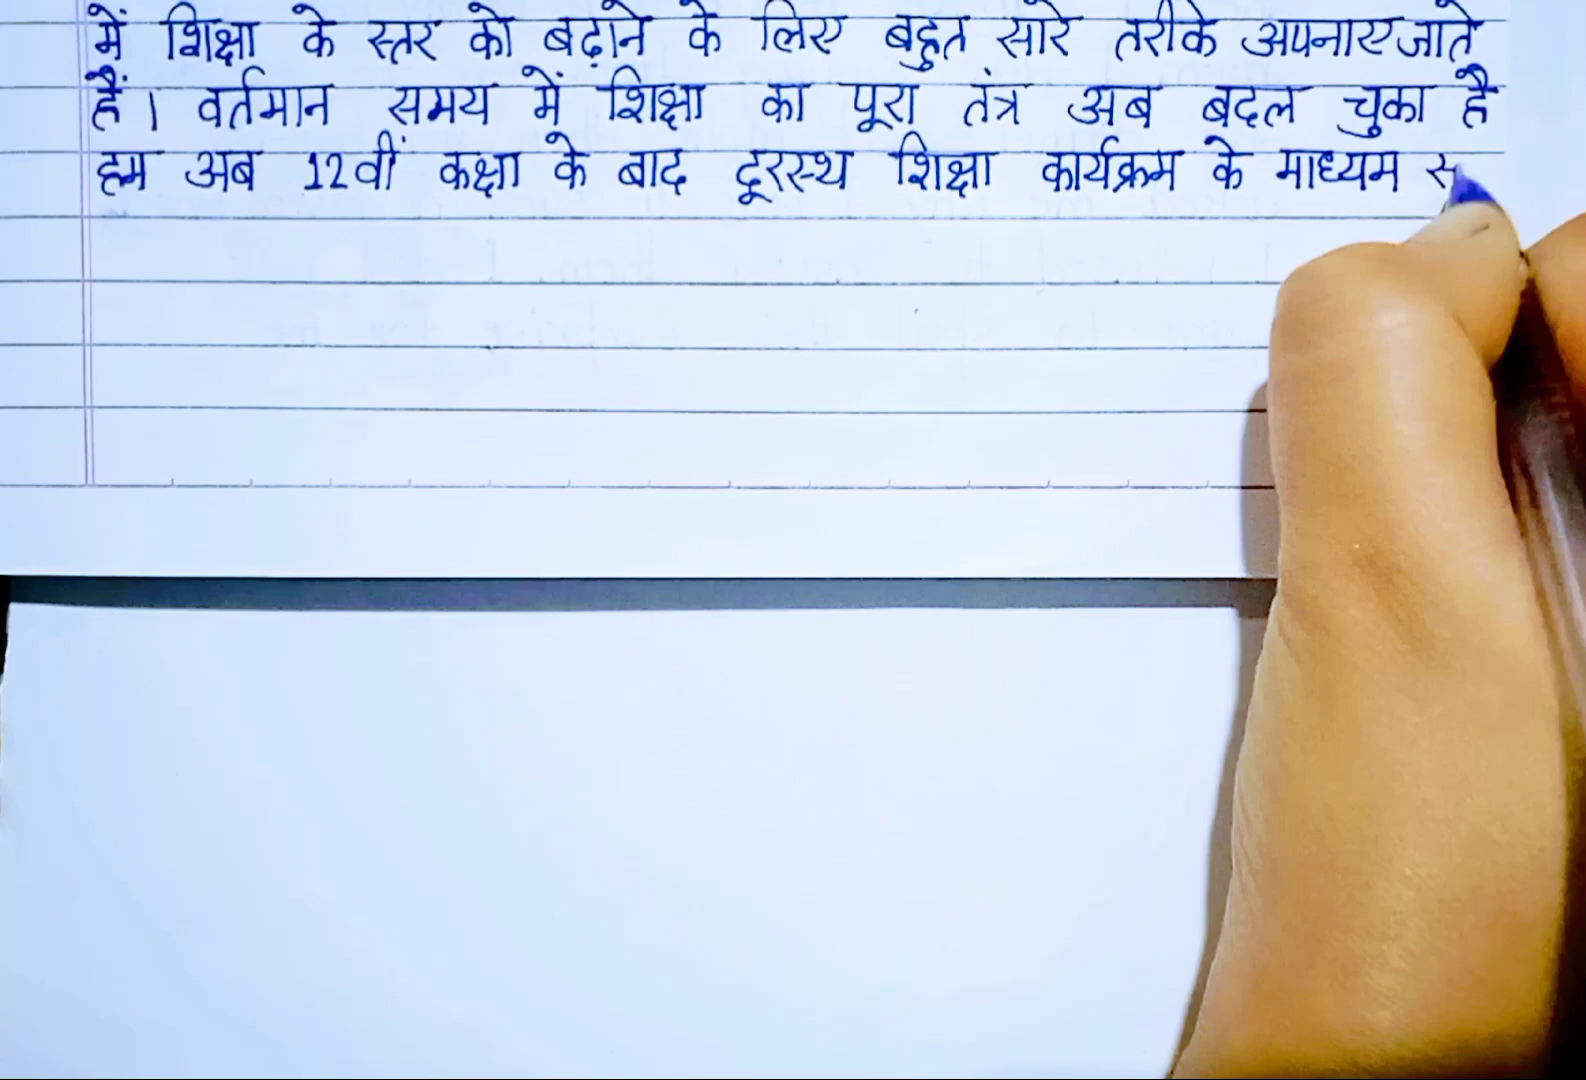 में शिक्षा के स्तर को बढ़ाने के लिए बहुत सारे तरीके अपनाए जाते
हैं। वर्तमान समय में शिक्षा का पूरा तंत्र अब बदल चुका है
हम अब 12वीं कक्षा के बाद दूरस्थ शिक्षा कार्यक्रम के माध्यम स